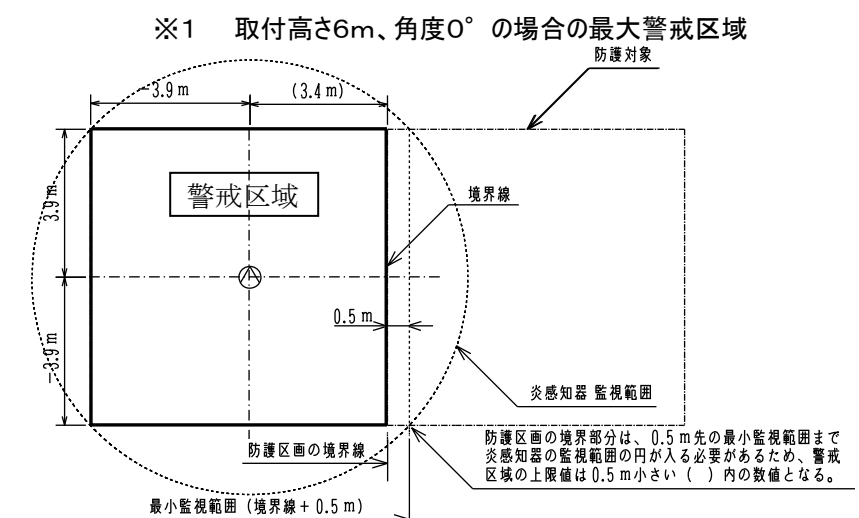 ※1 取付高さ6m、角度0°の場合の最大警戒区域
防護対象
3.9m
(3.4m)
3.9m
警戒区域
境界線
0.5m
3.9m
炎感知器 監視範囲
防護区画の境界線
防護区画の境界部分は、0.5m先の最小監視範囲まで
炎感知器の監視範囲の円が入る必要があるため、警戒
区域の上限値は0.5m小さい( )内の数値となる。
最小監視範囲(境界線+0.5m)